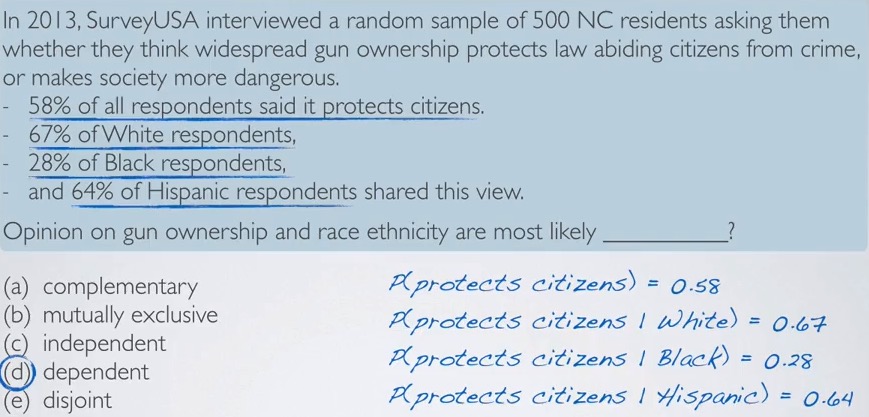 In 2013, SurveyUSA interviewed a random sample of 500 NC residents asking them
whether they think widespread gun ownership protects law abiding citizens from crime,
or makes society more dangerous.
- 58% of all respondents said it protects citizens.
- 67% of White respondents,
- 28% of Black respondents,
- and 64% of Hispanic respondents shared this view.
Opinion on gun ownership and race ethnicity are most likely __________?
(a) complementary
(b) mutually exclusive
(c) independent
(d) dependent
(e) disjoint
P(protects citizens) = 0.58
P(protects citizens | White) = 0.67
P(protects citizens | Black) = 0.28
P(protects citizens | Hispanic) = 0.64